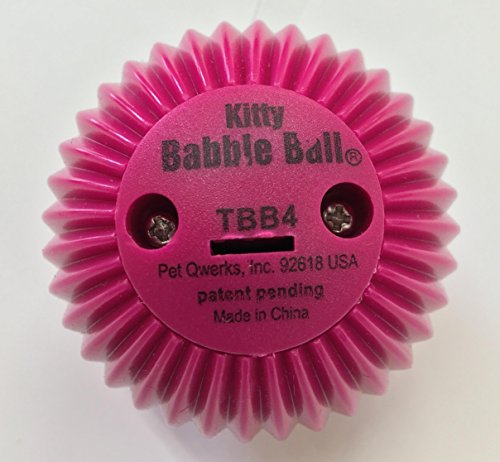 Kitty
Babble Ball®
TBB4
Pet Qwerks, Inc. 92618 USA
patent pending
Made in China